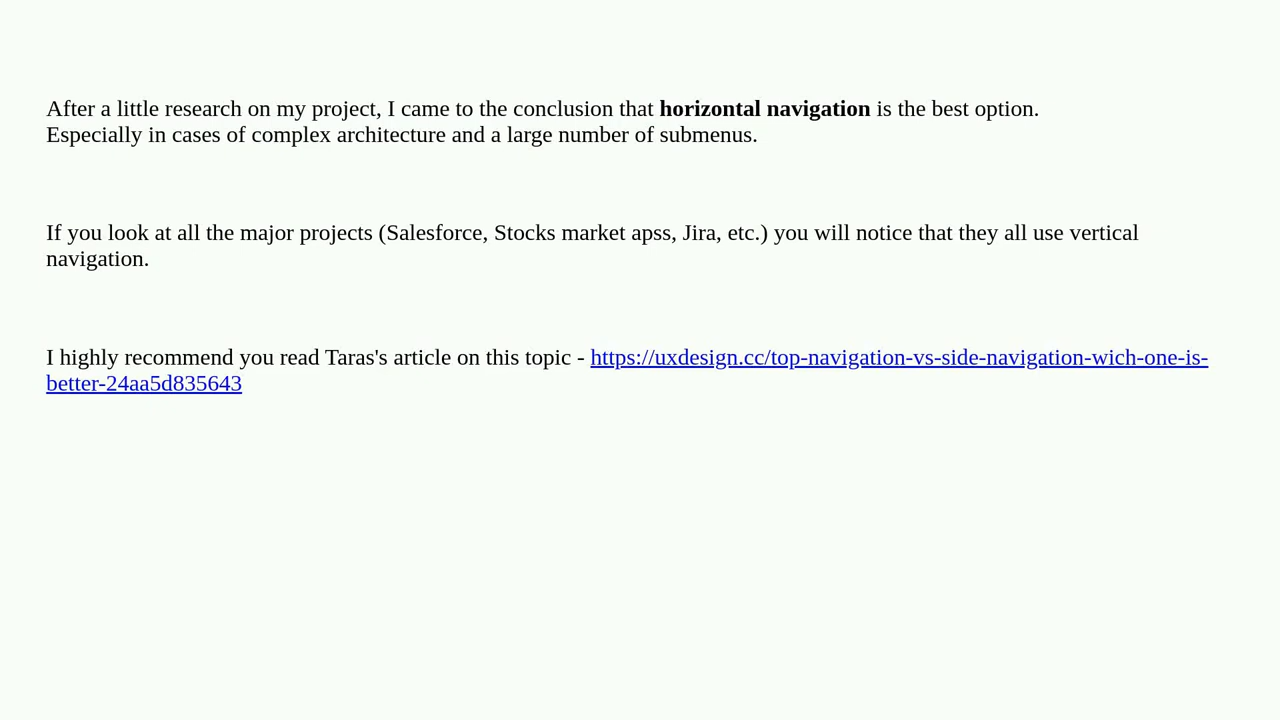 After a little research on my project, I came to the conclusion that horizontal navigation is the best option.
Especially in cases of complex architecture and a large number of submenus.
If you look at all the major projects (Salesforce, Stocks market apss, Jira, etc.) you will notice that they all use vertical
navigation.
I highly recommend you read Taras's article on this topic - https://uxdesign.cc/top-navigation-vs-side-navigation-wich-one-is-
better-24aa5d835643